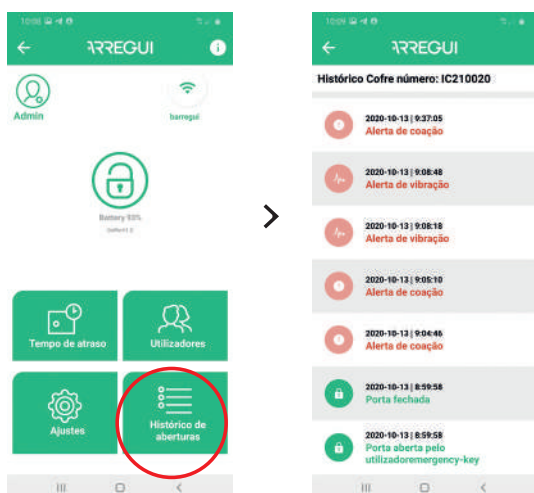 10:08
ARREGUI
Admin
barregui
Battery 93%
Tempo de atraso
Utilizadores
Ajustes
Histórico de
aberturas
10:09
ARREGUI
Histórico Cofre número: IC210020
2020-10-13 | 9:37:05
Alerta de coação
2020-10-13 | 9:08:48
Alerta de vibração
2020-10-13 | 9:08:18
Alerta de vibração
2020-10-13 | 9:05:10
Alerta de coação
2020-10-13 | 9:04:46
Alerta de coação
2020-10-13 | 8:59:58
Porta fechada
2020-10-13 | 8:59:58
Porta aberta pelo
utilizadoremergency-key